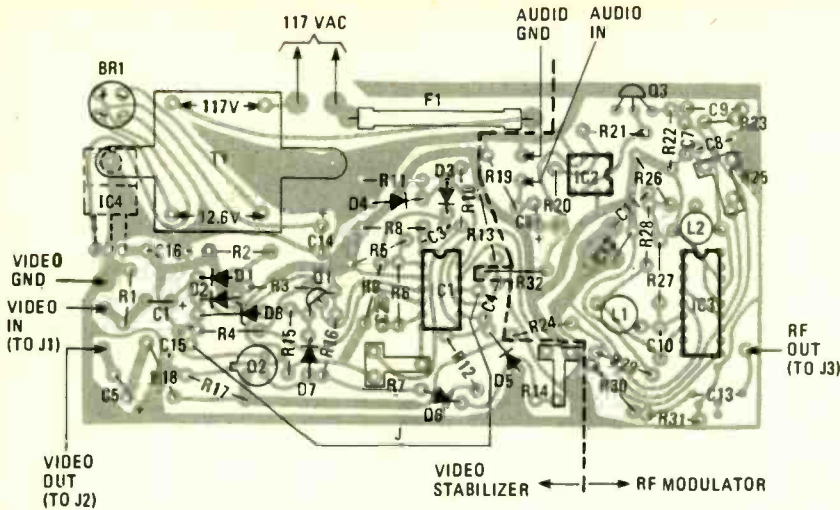 117 VAC
AUDIO GND
AUDIO IN
BR1
117V
F1
Q3
C9
R23
R22
C7
C8
R21
T1
D3
R19
IC2
R26
R25
IC4
R11
R10
R20
D4
12.6V
R8
C3
R13
R28
L2
C14
C16
R2
R5
VIDEO GND
D1
Q1
R32
R27
D2
R3
R9
R6
C1
C4
IC3
VIDEO IN (TO J1)
R1
C1
D8
L1
R4
R15
R16
R24
C10
C15
Q2
R12
D5
R29
RF OUT (TO J3)
C5
R18
R17
D7
R7
R14
R30
C13
D6
R31
J
VIDEO OUT (TO J2)
VIDEO STABILIZER
RF MODULATOR